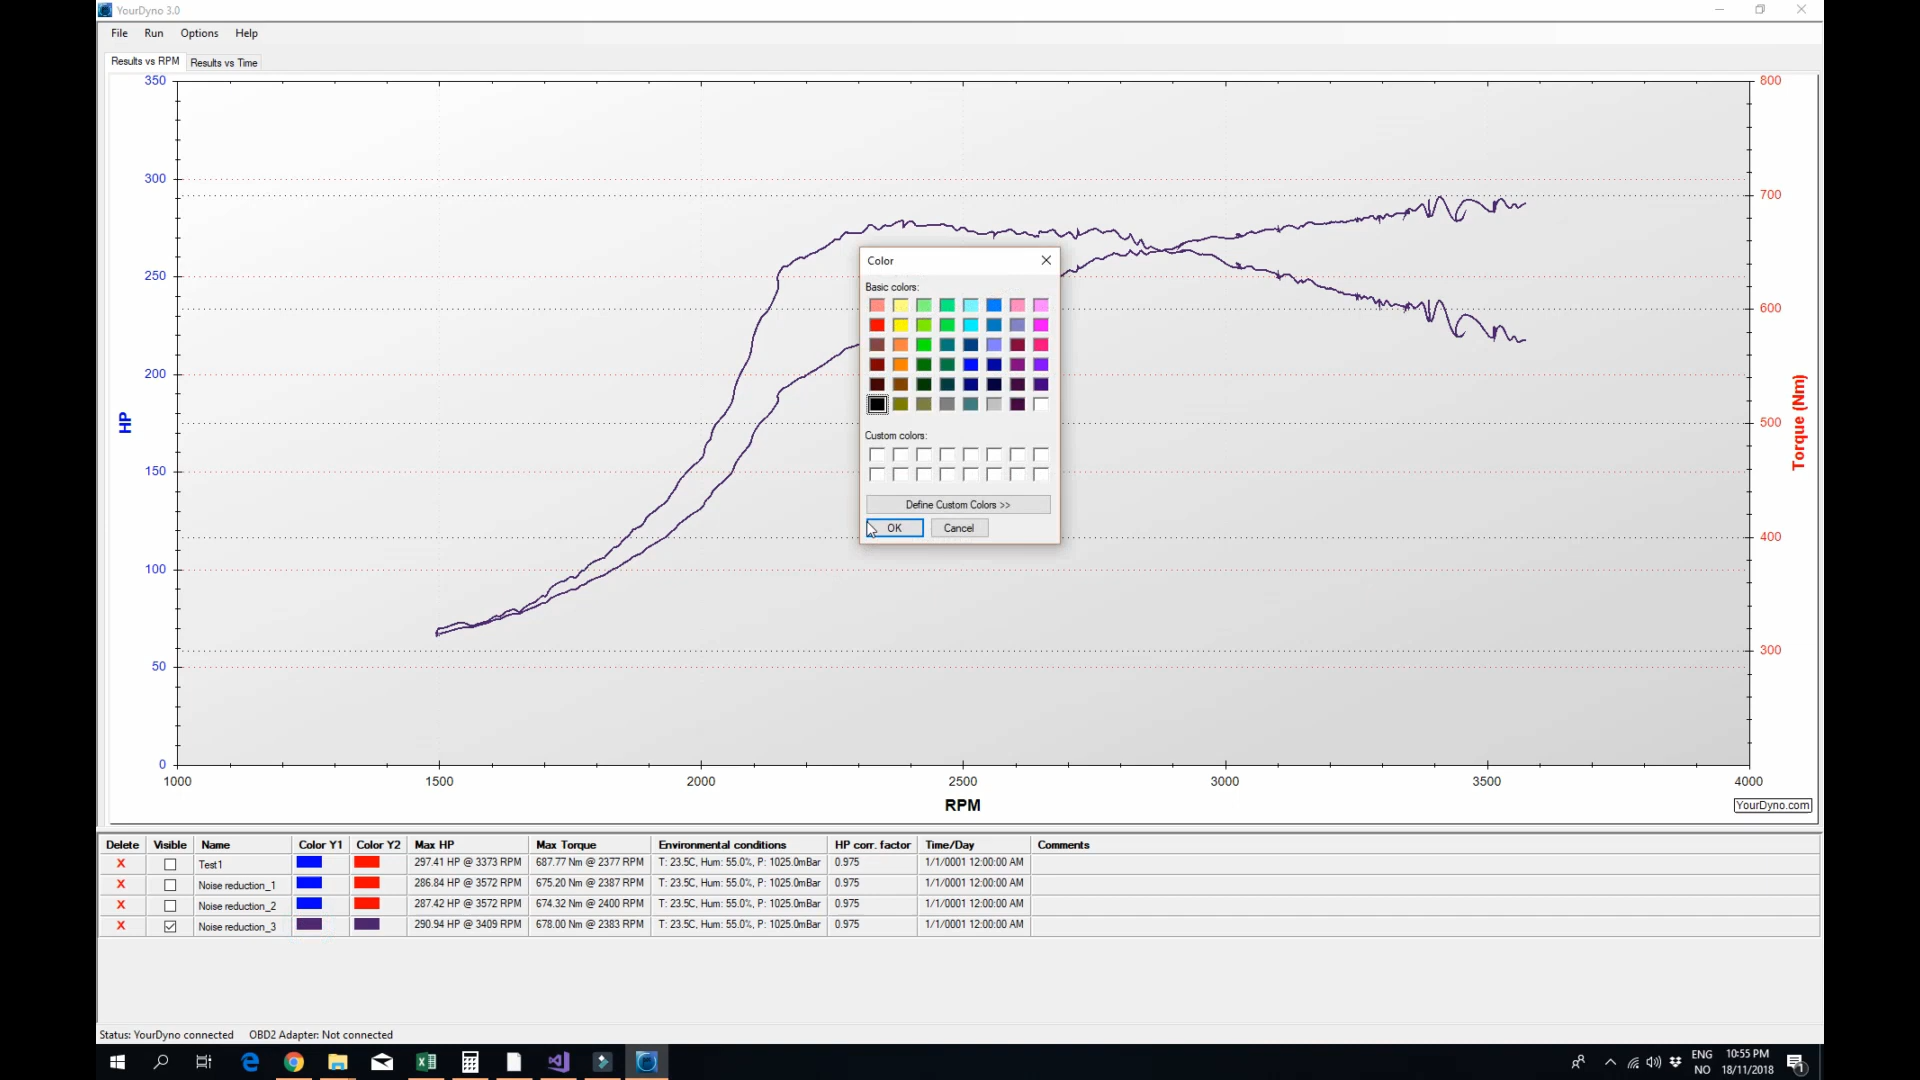 YourDyno 3.0
File Run Options Help
Results vs RPM Results vs Time
350 800
300 700
250 600
200 500
150 400
100 300
50
0
HP
Torque (Nm)
1000 1500 2000 2500 3000 3500 4000
RPM
YourDyno.com
Color
Basic colors:
Custom colors:
Define Custom Colors >>
OK Cancel
Delete Visible Name Color Y1 Color Y2 Max HP Max Torque Environmental conditions HP corr. factor Time/Day Comments
X Test1 297.41 HP @ 3373 RPM 687.77 Nm @ 2377 RPM T: 23.5C, Hum: 55.0%, P: 1025.0mBar 0.975 1/1/0001 12:00:00 AM
X Noise reduction_1 286.84 HP @ 3572 RPM 675.20 Nm @ 2387 RPM T: 23.5C, Hum: 55.0%, P: 1025.0mBar 0.975 1/1/0001 12:00:00 AM
X Noise reduction_2 287.42 HP @ 3572 RPM 674.32 Nm @ 2400 RPM T: 23.5C, Hum: 55.0%, P: 1025.0mBar 0.975 1/1/0001 12:00:00 AM
X Noise reduction_3 290.94 HP @ 3409 RPM 678.00 Nm @ 2383 RPM T: 23.5C, Hum: 55.0%, P: 1025.0mBar 0.975 1/1/0001 12:00:00 AM
Status: YourDyno connected OBD2 Adapter: Not connected
ENG 10:55 PM
NO 18/11/2018
1